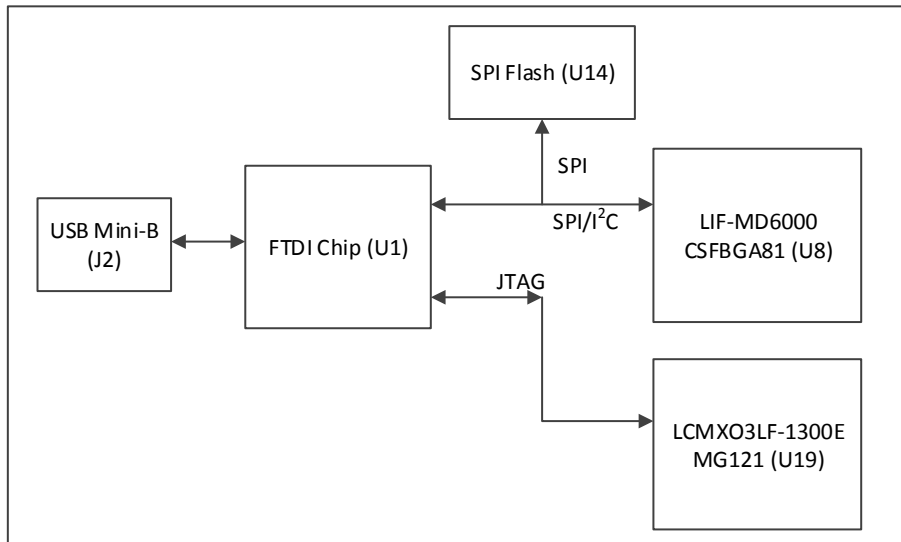 SPI Flash (U14)
SPI
USB Mini-B
(J2)
FTDI Chip (U1)
SPI/I²C
LIF-MD6000
CSFBGA81 (U8)
JTAG
LCMXO3LF-1300E
MG121 (U19)